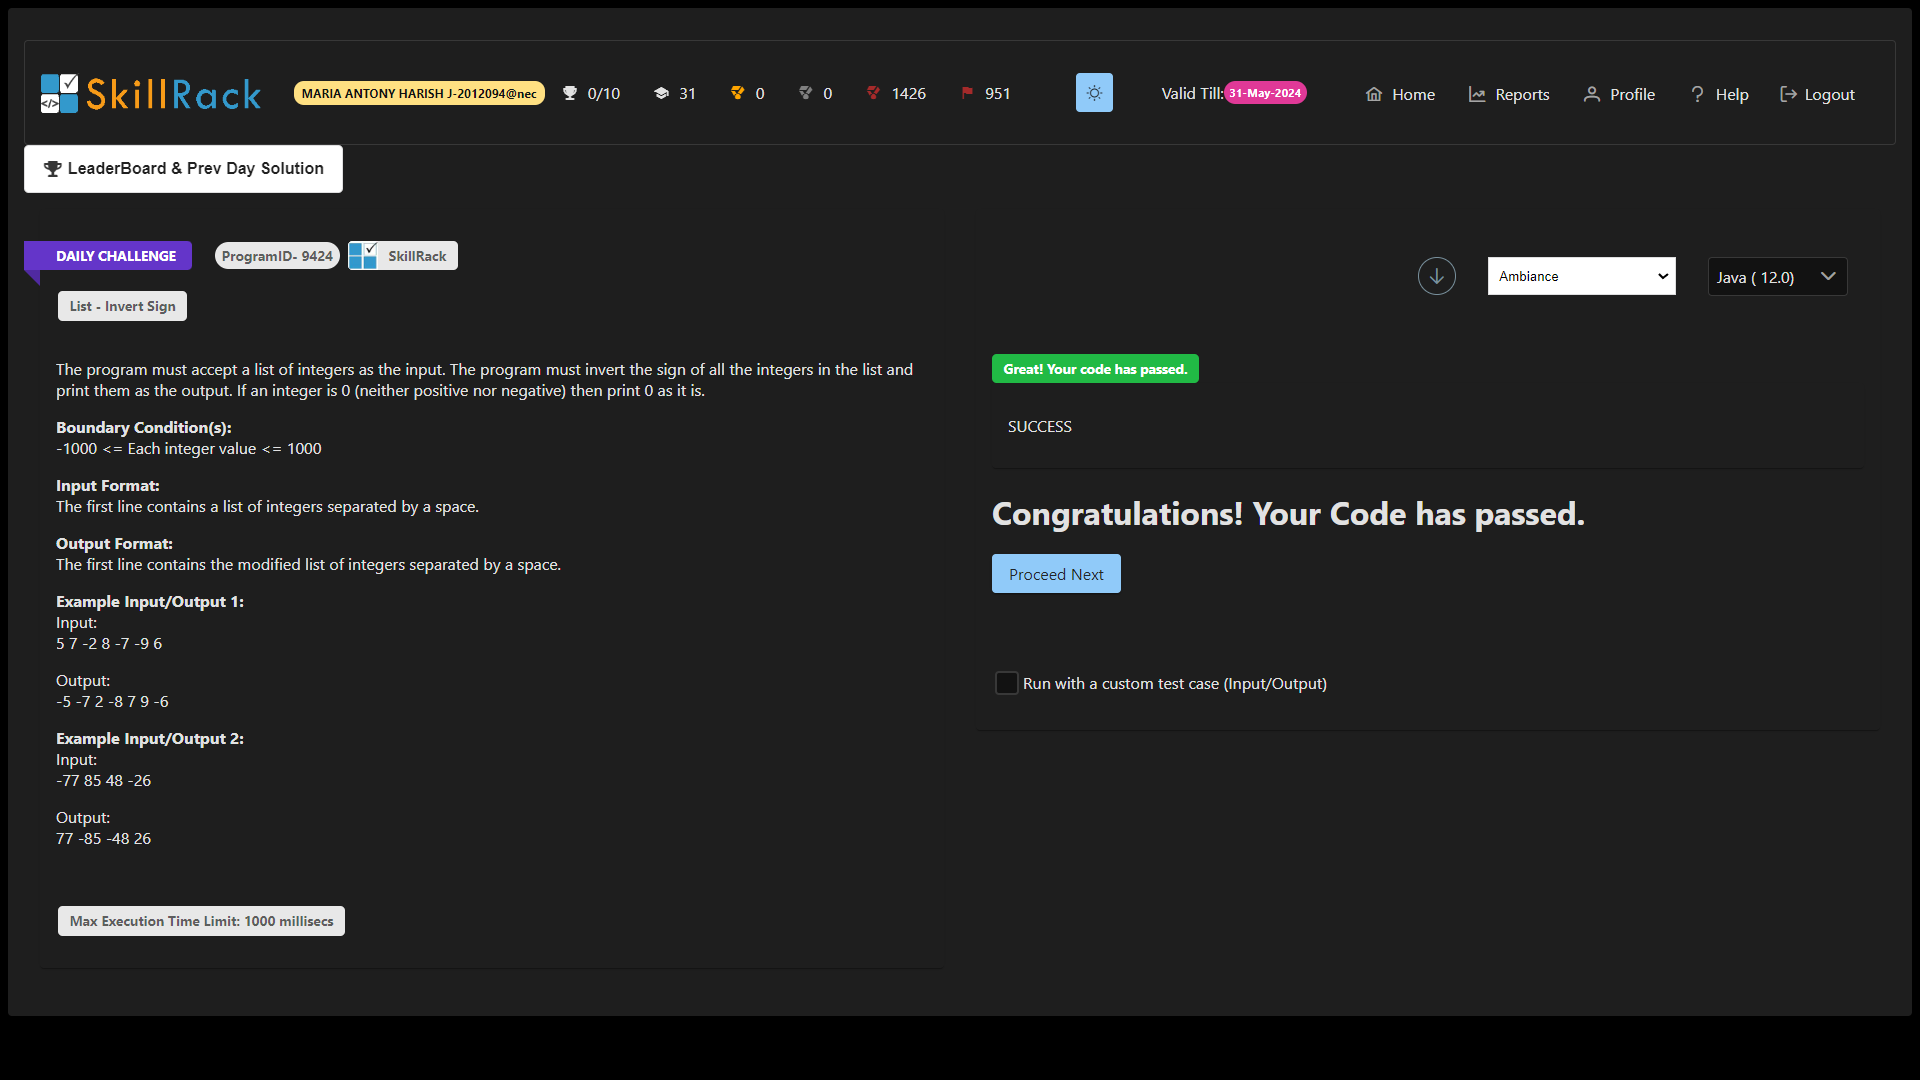 SkillRack
MARIA ANTONY HARISH J-2012094@nec
0/10
31
0
0
1426
951
Valid Till:31-May-2024
Home
Reports
Profile
Help
Logout
LeaderBoard & Prev Day Solution
DAILY CHALLENGE
ProgramID- 9424
SkillRack
Ambiance
Java ( 12.0)
List - Invert Sign
The program must accept a list of integers as the input. The program must invert the sign of all the integers in the list and
print them as the output. If an integer is 0 (neither positive nor negative) then print 0 as it is.
Boundary Condition(s):
-1000 <= Each integer value <= 1000
Input Format:
The first line contains a list of integers separated by a space.
Output Format:
The first line contains the modified list of integers separated by a space.
Example Input/Output 1:
Input:
5 7 -2 8 -7 -9 6
Output:
-5 -7 2 -8 7 9 -6
Example Input/Output 2:
Input:
-77 85 48 -26
Output:
77 -85 -48 26
Max Execution Time Limit: 1000 millisecs
Great! Your code has passed.
SUCCESS
Congratulations! Your Code has passed.
Proceed Next
Run with a custom test case (Input/Output)